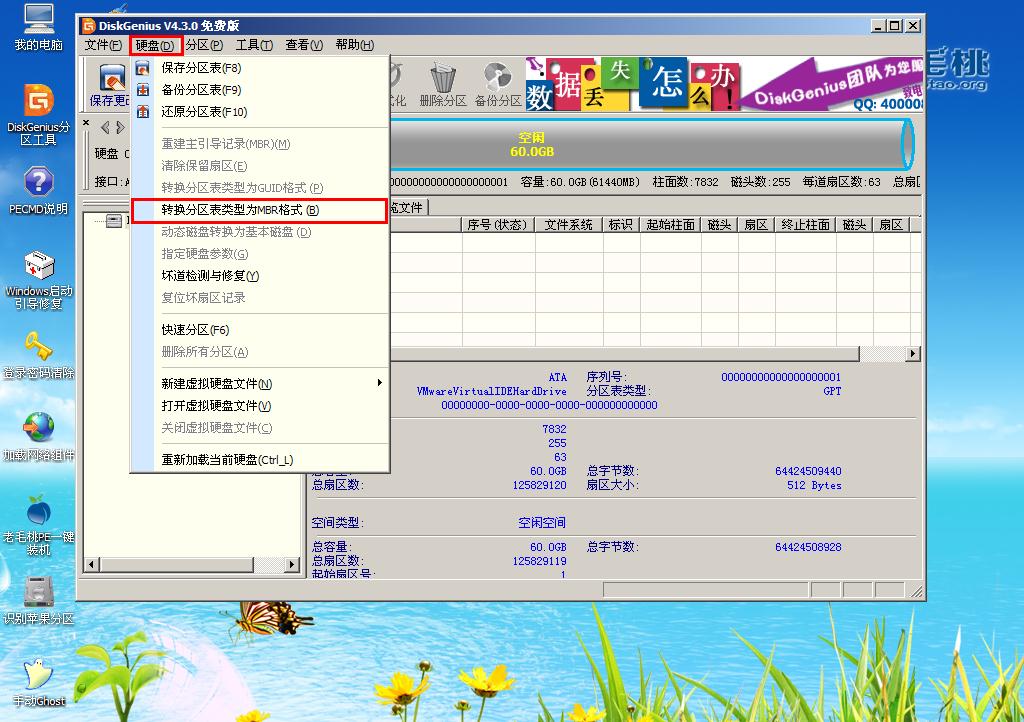 我的电脑
DiskGenius分
区工具
PECMD说明
Windows启动
引导修复
登录密码清除
加载网络组件
老毛桃PE一键
装机
识别苹果分区
手动Ghost
DiskGenius V4.3.0 免费版
文件(F) 硬盘(D) 分区(P) 工具(T) 查看(V) 帮助(H)
保存更改
删除分区 备份分区
数据丢失怎么办!
DiskGenius团队为您服
致电
QQ: 400008
毛桃
tao.org
保存分区表(F8)
备份分区表(F9)
还原分区表(F10)
重建主引导记录(MBR)(M)
清除保留扇区(E)
转换分区表类型为GUID格式 (P)
转换分区表类型为MBR格式 (B)
动态磁盘转换为基本磁盘 (D)
指定硬盘参数(G)
坏道检测与修复(Y)
复位坏扇区记录
快速分区(F6)
删除所有分区(A)
新建虚拟硬盘文件(N)
打开虚拟硬盘文件(V)
关闭虚拟硬盘文件(C)
重新加载当前硬盘(Ctrl_L)
空闲
60.0GB
硬盘
接口:A
000000000000000000001 容量:60.0GB(61440MB) 柱面数:7832 磁头数:255 每道扇区数:63 总扇
览文件
序号(状态) 文件系统 标识 起始柱面 磁头 扇区 终止柱面 磁头 扇区
ATA 序列号: 00000000000000000001
VMwareVirtualIDEHardDrive 分区表类型: GPT
00000000-0000-0000-0000-000000000000
7832
255
63
60.0GB 总字节数: 64424509440
总扇区数: 125829120 扇区大小: 512 Bytes
空间类型: 空闲空间
总容量: 60.0GB 总字节数: 64424508928
总扇区数: 125829119
起始扇区号: 1